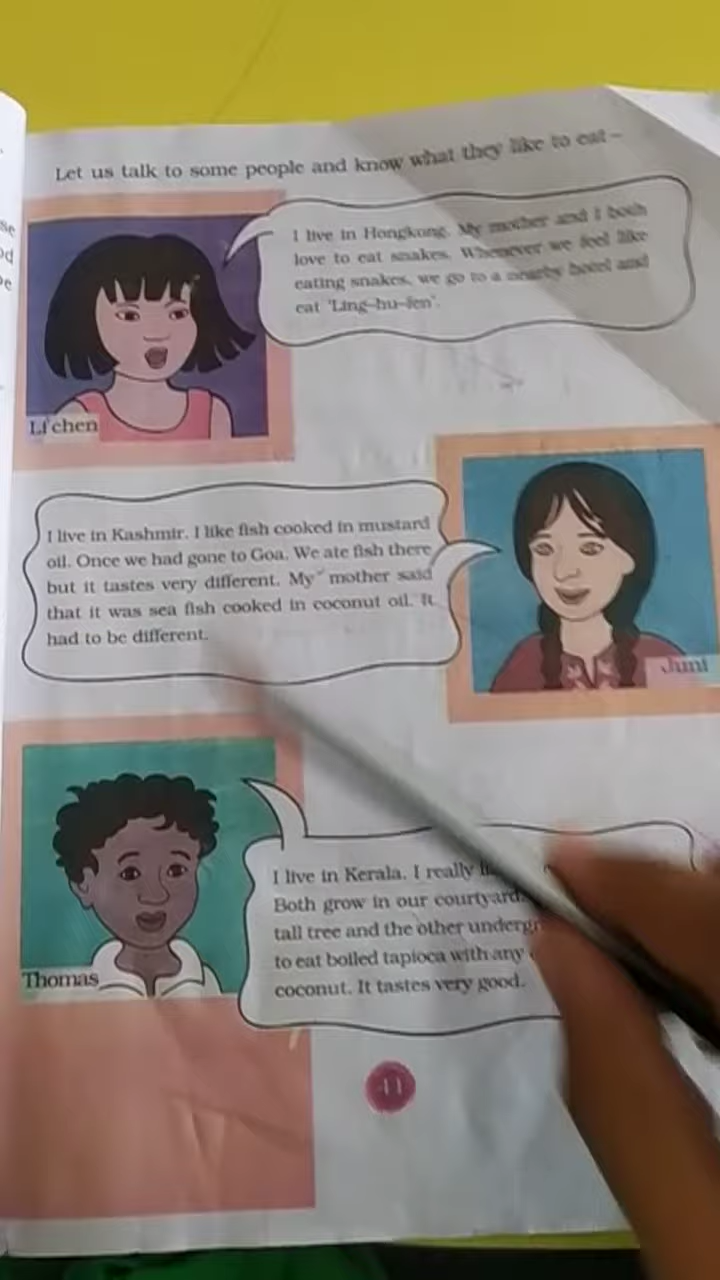 Let us talk to some people and know what they like to eat–
I live in Hongkong. My mother and I both
love to eat snakes. Whenever we feel like
eating snakes, we go to a nearby hotel and
eat 'Ling-hu-fen'.
Li'chen
I live in Kashmir. I like fish cooked in mustard
oil. Once we had gone to Goa. We ate fish there
but it tastes very different. My mother said
that it was sea fish cooked in coconut oil. It
had to be different.
Juni
I live in Kerala. I really
Both grow in our courtyard.
tall tree and the other
to eat boiled tapioca with any
coconut. It tastes very good.
Thomas
41